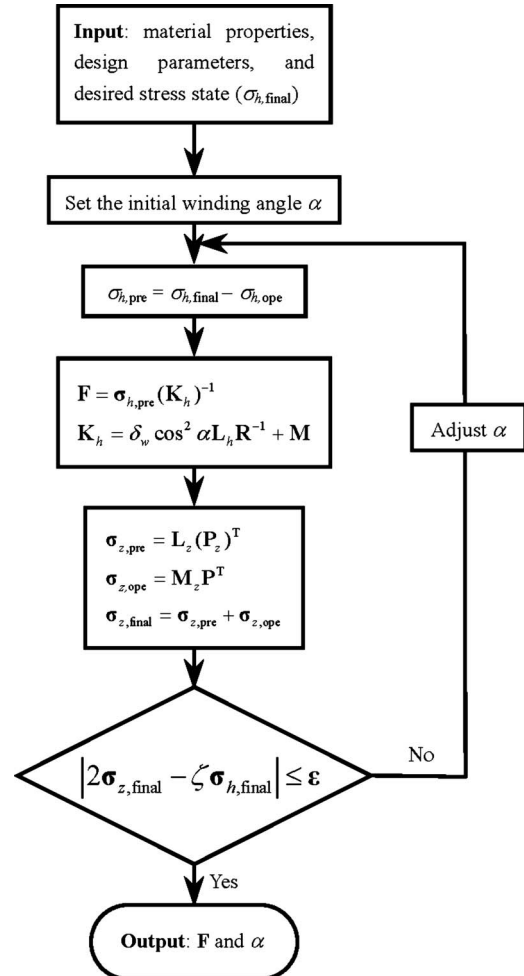 Input: material properties,
design parameters, and
desired stress state (σh,final)
Set the initial winding angle α
σh,pre = σh,final − σh,ope
F = σh,pre(Kh)⁻¹
Kh = δw cos² αLhR⁻¹ + M
Adjust α
σz,pre = Lz(Pz)ᵀ
σz,ope = MzPᵀ
σz,final = σz,pre + σz,ope
|2σz,final − ζσh,final| ≤ ε
No
Yes
Output: F and α